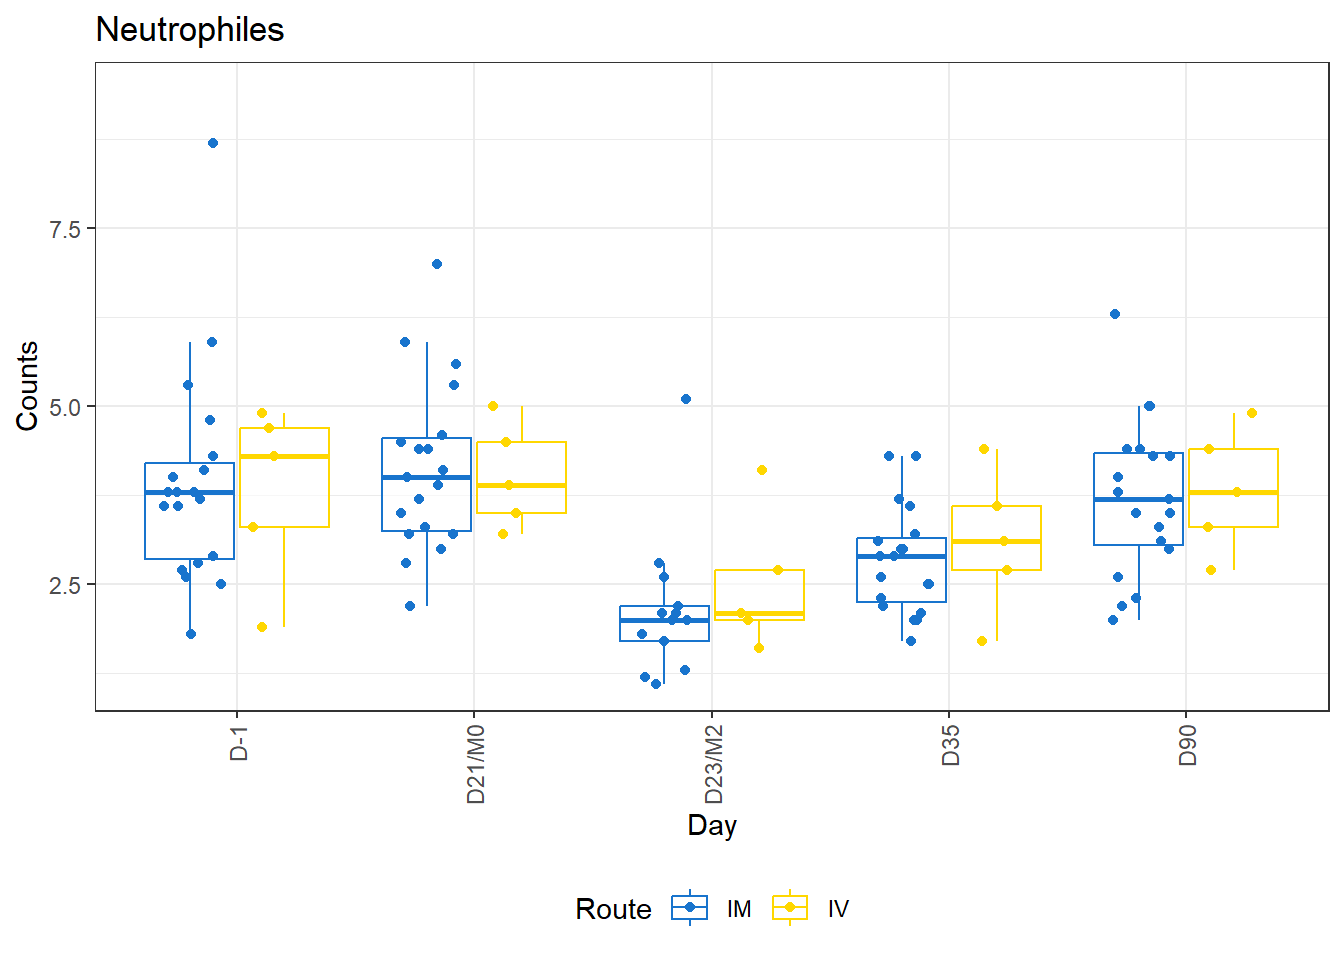 Neutrophiles
Counts
7.5
5.0
2.5
D-1
D21/M0
D23/M2
D35
D90
Day
Route IM IV